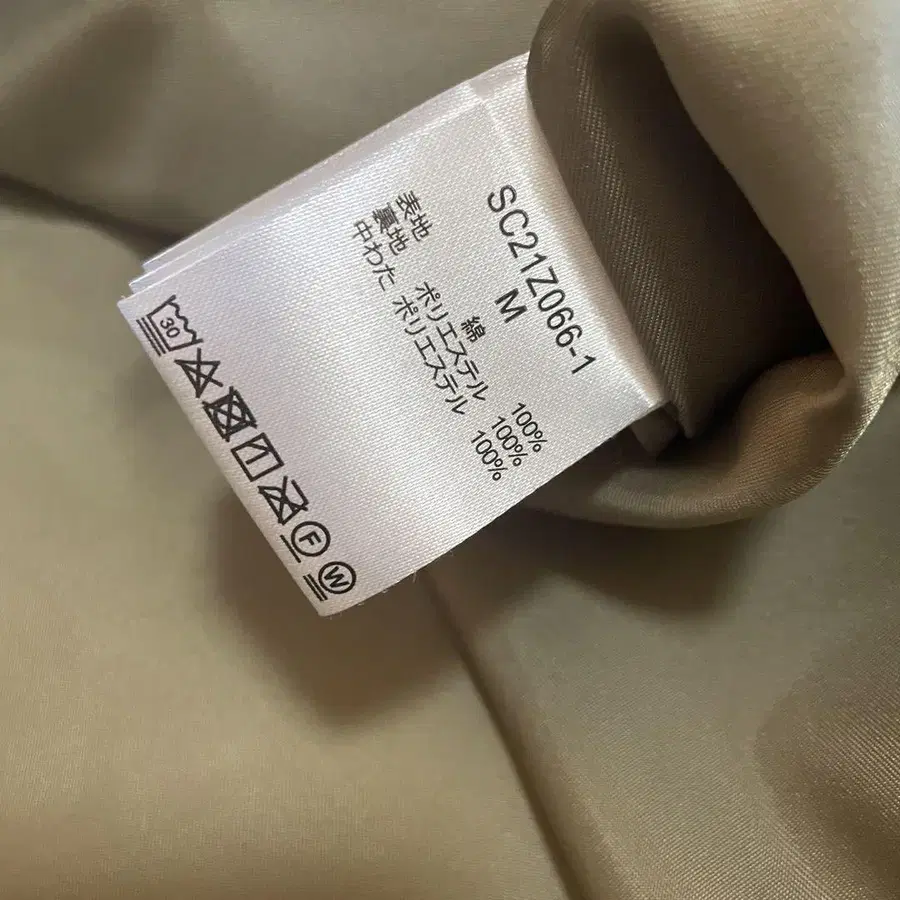 SC21Z066-1
M
表地 綿 100%
裏地 ポリエステル 100%
中わた ポリエステル 100%
30
F
W